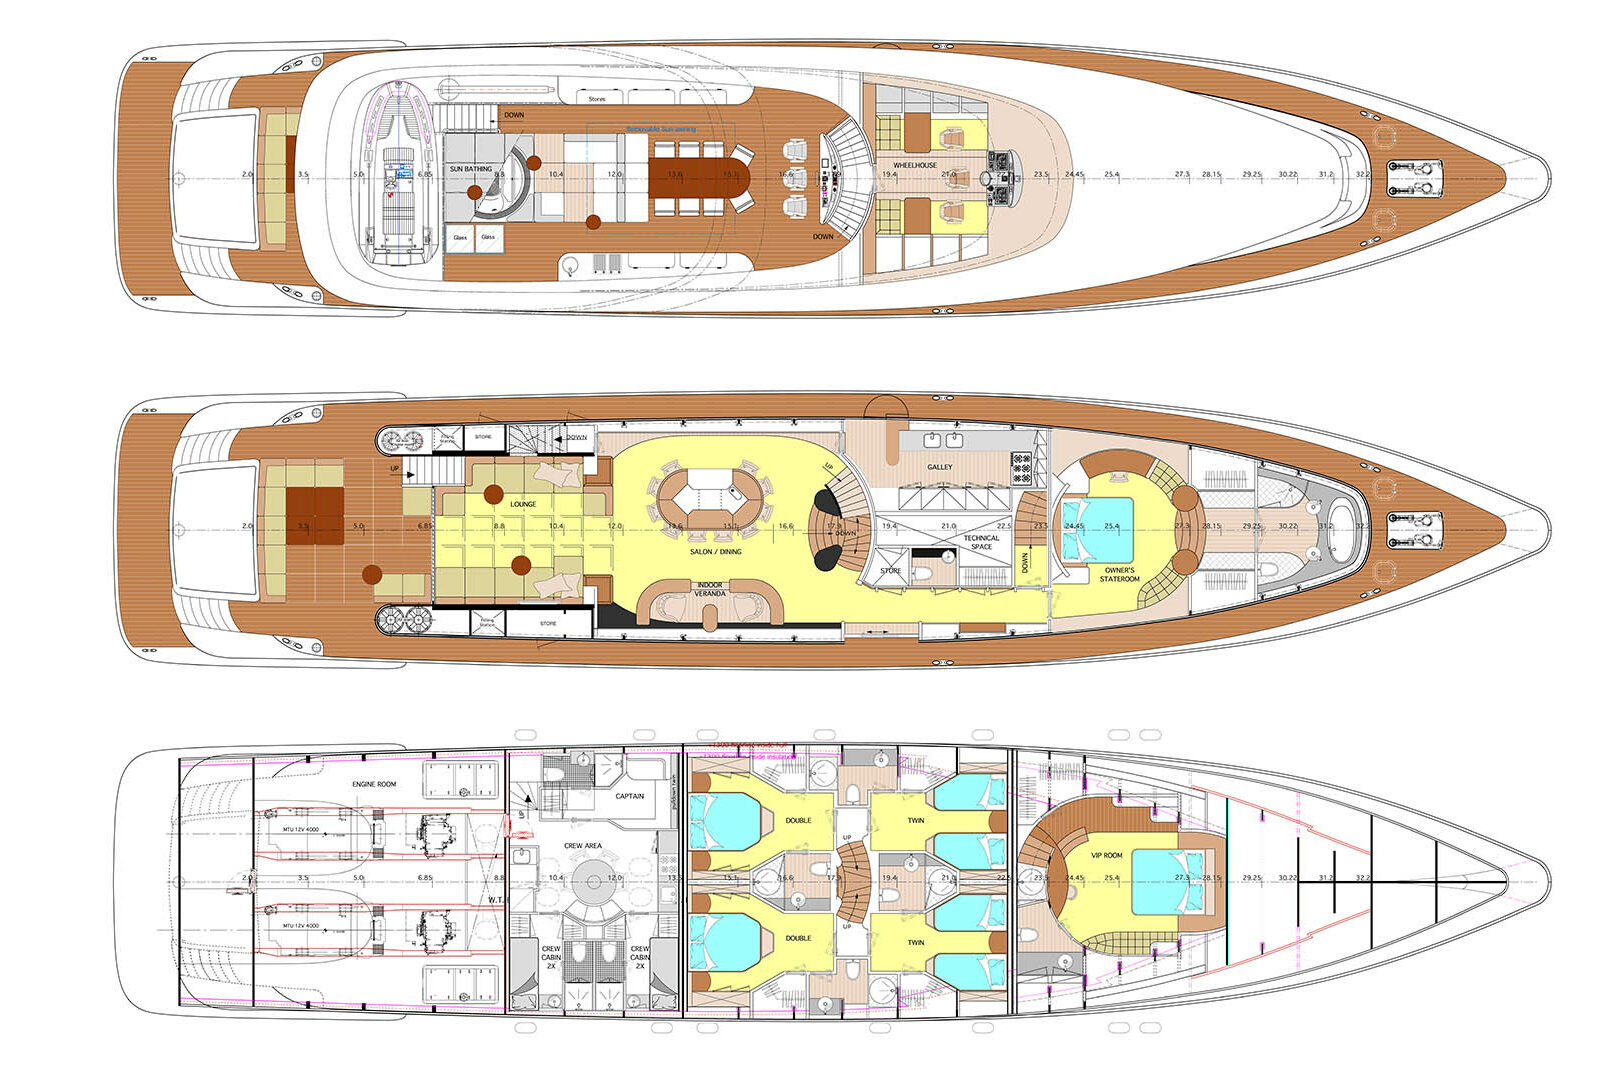 Stores
DOWN
Removable Sun-awning
SUN BATHING
WHEELHOUSE
2.0 3.5 6.85 8.8 10.4 12.0 13.6 15.1 16.6 17.9 19.4 21.0 23.5 24.45 25.4 27.3 28.15 29.25 30.22 31.2 32.2
Glass Glass
DOWN
Filling Station
STORE
DOWN
UP
UP
GALLEY
LOUNGE
2.0 3.5 5.0 6.85 8.8 10.4 12.0 13.6 15.1 16.6 17.9 19.4 21.0 22.5 23.5 24.45 25.4 27.3 28.15 29.25 30.22 31.2 32.2
DOWN
TECHNICAL
SPACE
SALON / DINING
STORE
DOWN
OWNER'S
STATEROOM
INDOOR
VERANDA
Filling
Station
STORE
ENGINE ROOM
CAPTAIN
UP
MTU 12V 4000
DOUBLE
TWIN
UP
CREW AREA
VIP ROOM
2.0 3.5 5.0 6.85 8.8 10.4 12.0 13.6 15.1 16.6 17.9 19.4 21.0 22.5 23.5 24.45 25.4 27.3 28.15 29.25 30.22 31.2 32.2
W.T.
MTU 12V 4000
UP
DOUBLE
TWIN
CREW
CABIN
2X
CREW
CABIN
2X